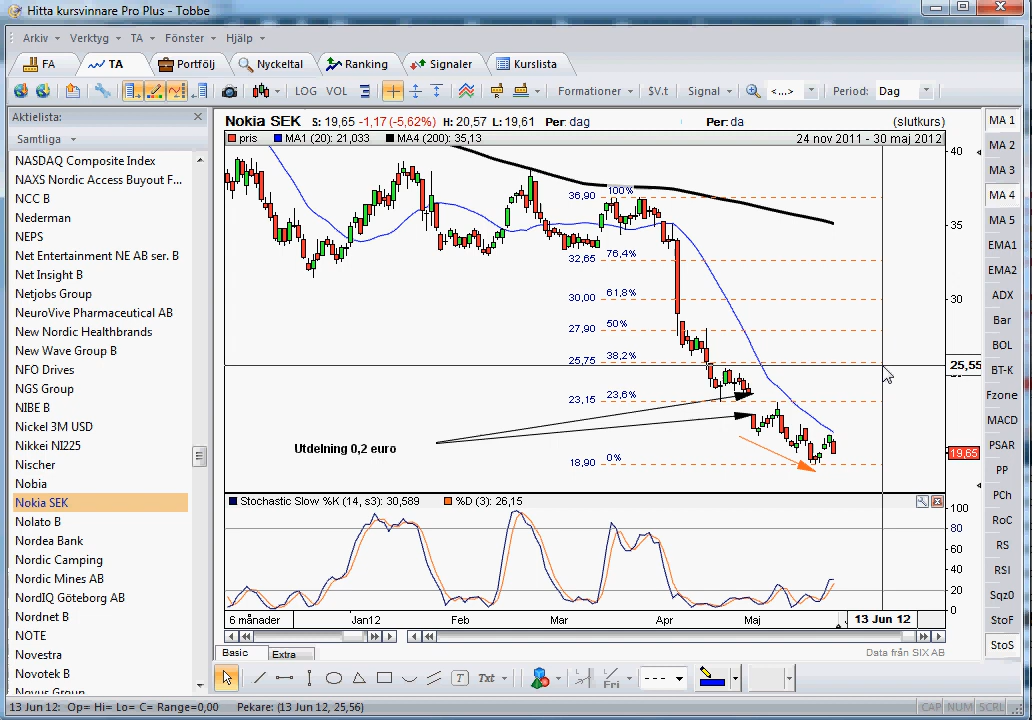 Hitta kursvinnare Pro Plus - Tobbe
Arkiv Verktyg TA Fönster Hjälp
FA TA Portfölj Nyckeltal Ranking Signaler Kurslista
LOG VOL Formationer $V.t Signal <...> Period: Dag
Aktielista:
Samtliga
NASDAQ Composite Index
NAXS Nordic Access Buyout F...
NCC B
Nederman
NEPS
Net Entertainment NE AB ser. B
Net Insight B
Netjobs Group
NeuroVive Pharmaceutical AB
New Nordic Healthbrands
New Wave Group B
NFO Drives
NGS Group
NIBE B
Nickel 3M USD
Nikkei NI225
Nischer
Nobia
Nokia SEK
Nolato B
Nordea Bank
Nordic Camping
Nordic Mines AB
NordIQ Göteborg AB
Nordnet B
NOTE
Novestra
Novotek B
Novus Group
Nokia SEK S: 19,65 -1,17 (-5,62%) H: 20,57 L: 19,61 Per: dag Per: da (slutkurs)
pris MA1 (20): 21,033 MA4 (200): 35,13 24 nov 2011 - 30 maj 2012
40
35
30
25,55
19,65
36,90 100%
32,65 76,4%
30,00 61,8%
27,90 50%
25,75 38,2%
23,15 23,6%
18,90 0%
Utdelning 0,2 euro
Stochastic Slow %K (14, s3): 30,589 %D (3): 26,15
100
80
60
40
20
0
6 månader Jan12 Feb Mar Apr Maj 13 Jun 12
Basic Extra
Data från SIX AB
MA 1
MA 2
MA 3
MA 4
MA 5
EMA1
EMA2
ADX
Bar
BOL
BT-K
Fzone
MACD
PSAR
PP
PCh
RoC
RS
RSI
Sqz0
StoF
StoS
T Txt Fri
13 Jun 12: Op= Hi= Lo= C= Range=0,00 Pekare: (13 Jun 12, 25,56) CAP NUM SCRL